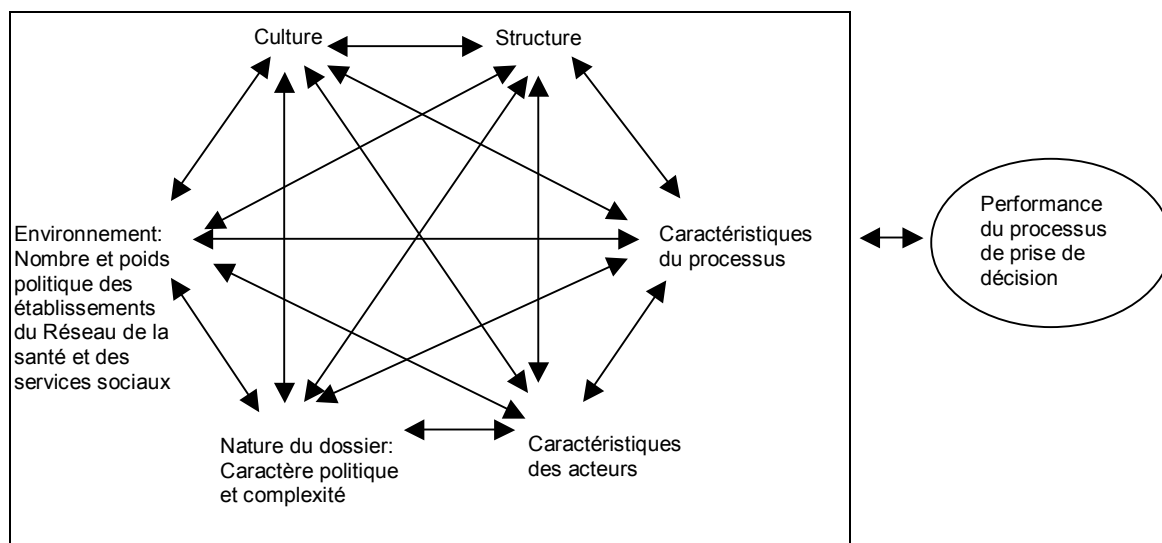 Culture
Structure
Environnement:
Nombre et poids
politique des
établissements
du Réseau de la
santé et des
services sociaux
Caractéristiques
du processus
Nature du dossier:
Caractère politique
et complexité
Caractéristiques
des acteurs
Performance
du processus
de prise de
décision